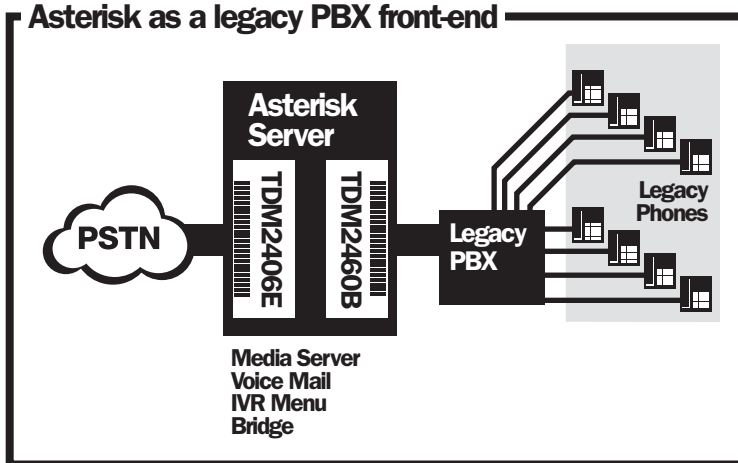 Asterisk as a legacy PBX front-end
Asterisk
Server
PSTN
TDM2406E
TDM2460B
Legacy
PBX
Legacy
Phones
Media Server
Voice Mail
IVR Menu
Bridge